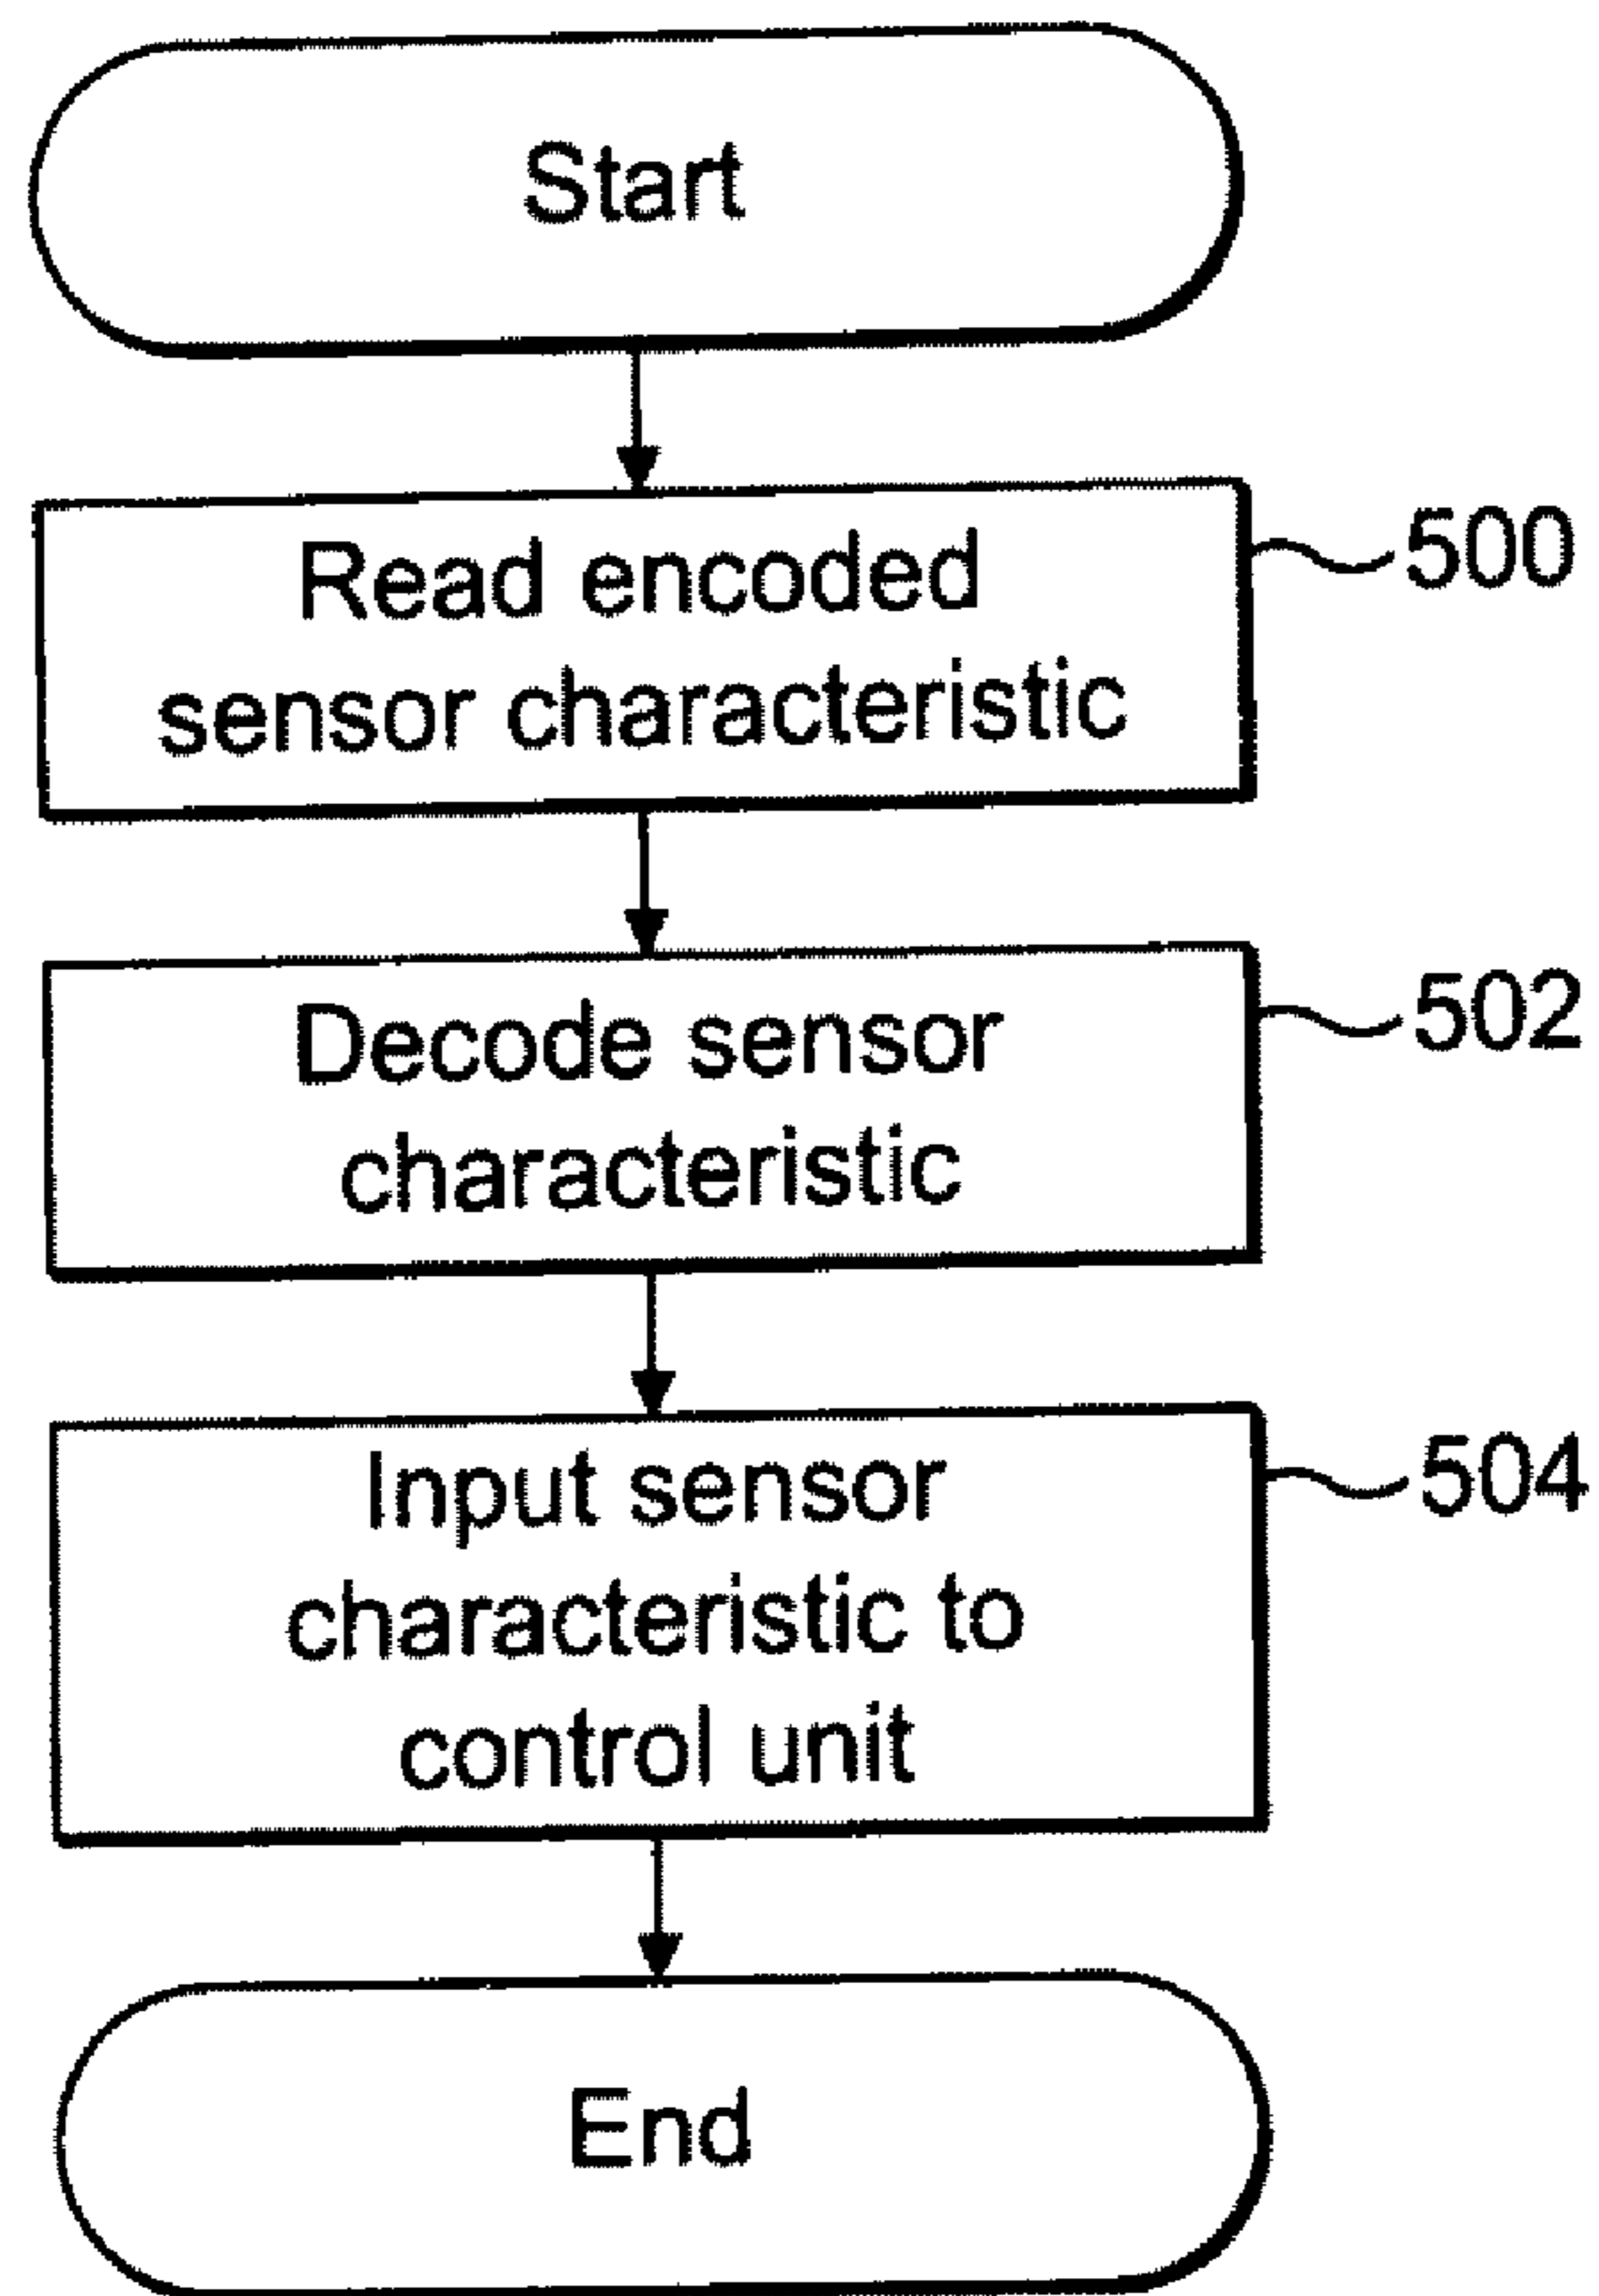 Start
Read encoded
sensor characteristic
500
Decode sensor
characteristic
502
Input sensor
characteristic to
control unit
504
End